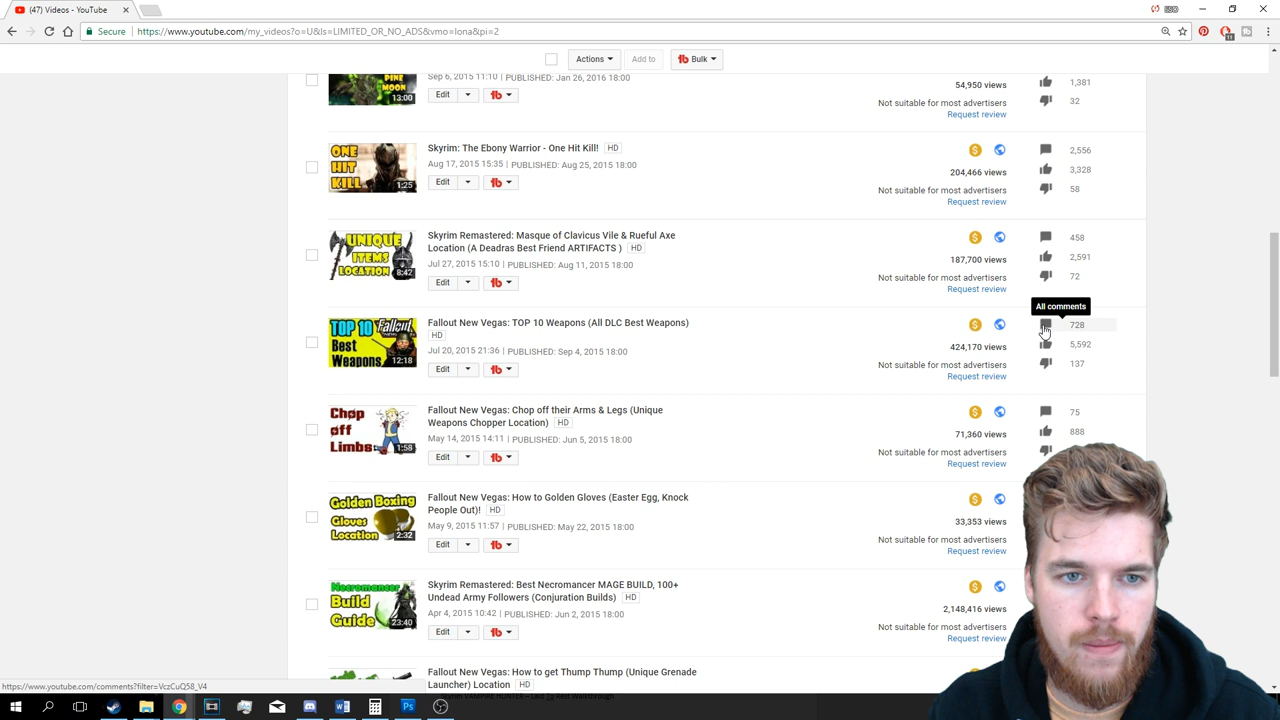 (47) Videos - YouTube
Secure
https://www.youtube.com/my_videos?o=U&ls=LIMITED_OR_NO_ADS&vmo=lona&pi=2
11
Actions
Add to
Bulk
PINE
MOON
13:00
Sep 6, 2015 11:10 | PUBLISHED: Jan 26, 2016 18:00
Edit
54,950 views
Not suitable for most advertisers
Request review
1,381
32
ONE
HIT
KILL
1:25
Skyrim: The Ebony Warrior - One Hit Kill! HD
Aug 17, 2015 15:35 | PUBLISHED: Aug 25, 2015 18:00
Edit
204,466 views
Not suitable for most advertisers
Request review
2,556
3,328
58
UNIQUE
ITEMS
LOCATION
8:42
Skyrim Remastered: Masque of Clavicus Vile & Rueful Axe
Location (A Deadras Best Friend ARTIFACTS ) HD
Jul 27, 2015 15:10 | PUBLISHED: Aug 11, 2015 18:00
Edit
187,700 views
Not suitable for most advertisers
Request review
458
2,591
72
All comments
TOP 10 Fallout
Best
Weapons
12:18
Fallout New Vegas: TOP 10 Weapons (All DLC Best Weapons)
HD
Jul 20, 2015 21:36 | PUBLISHED: Sep 4, 2015 18:00
Edit
424,170 views
Not suitable for most advertisers
Request review
728
5,592
137
Chop
off
Limbs
1:58
Fallout New Vegas: Chop off their Arms & Legs (Unique
Weapons Chopper Location) HD
May 14, 2015 14:11 | PUBLISHED: Jun 5, 2015 18:00
Edit
71,360 views
Not suitable for most advertisers
Request review
75
888
Golden Boxing
Gloves
Location
2:32
Fallout New Vegas: How to Golden Gloves (Easter Egg, Knock
People Out)! HD
May 9, 2015 11:57 | PUBLISHED: May 22, 2015 18:00
Edit
33,353 views
Not suitable for most advertisers
Request review
Necromancer
Build
Guide
23:40
Skyrim Remastered: Best Necromancer MAGE BUILD, 100+
Undead Army Followers (Conjuration Builds) HD
Apr 4, 2015 10:42 | PUBLISHED: Jun 2, 2015 18:00
Edit
2,148,416 views
Not suitable for most advertisers
Request review
Fallout New Vegas: How to get Thump Thump (Unique Grenade
Launcher) Location HD
https://www.youtube.com/comments?filter=VczCuQ58_V4